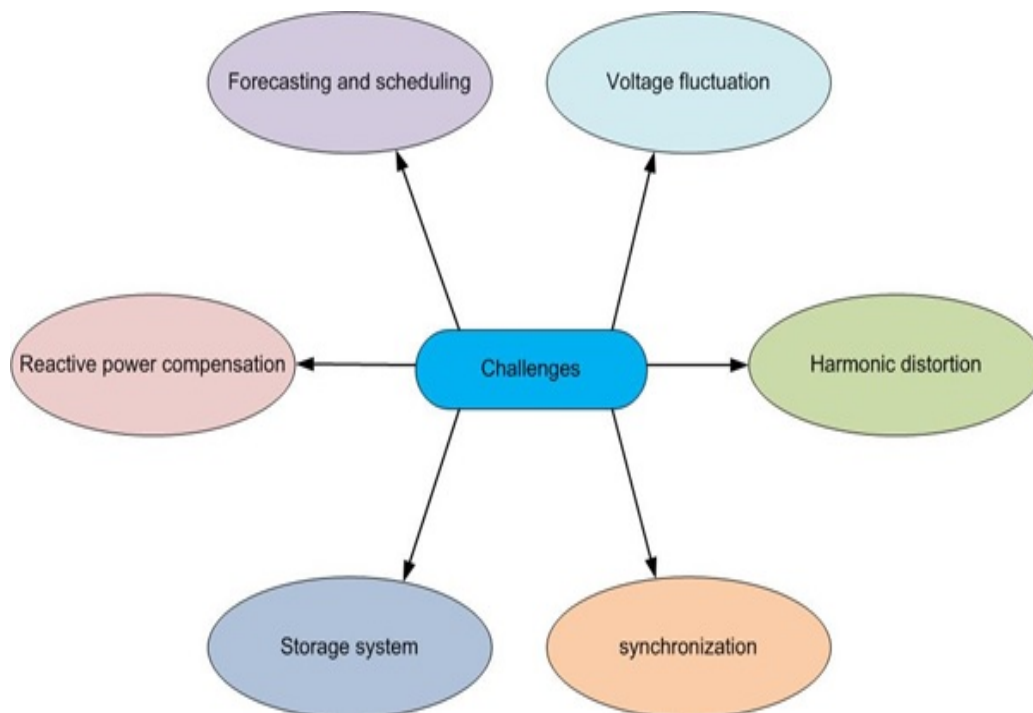 Forecasting and scheduling
Voltage fluctuation
Reactive power compensation
Challenges
Harmonic distortion
Storage system
synchronization